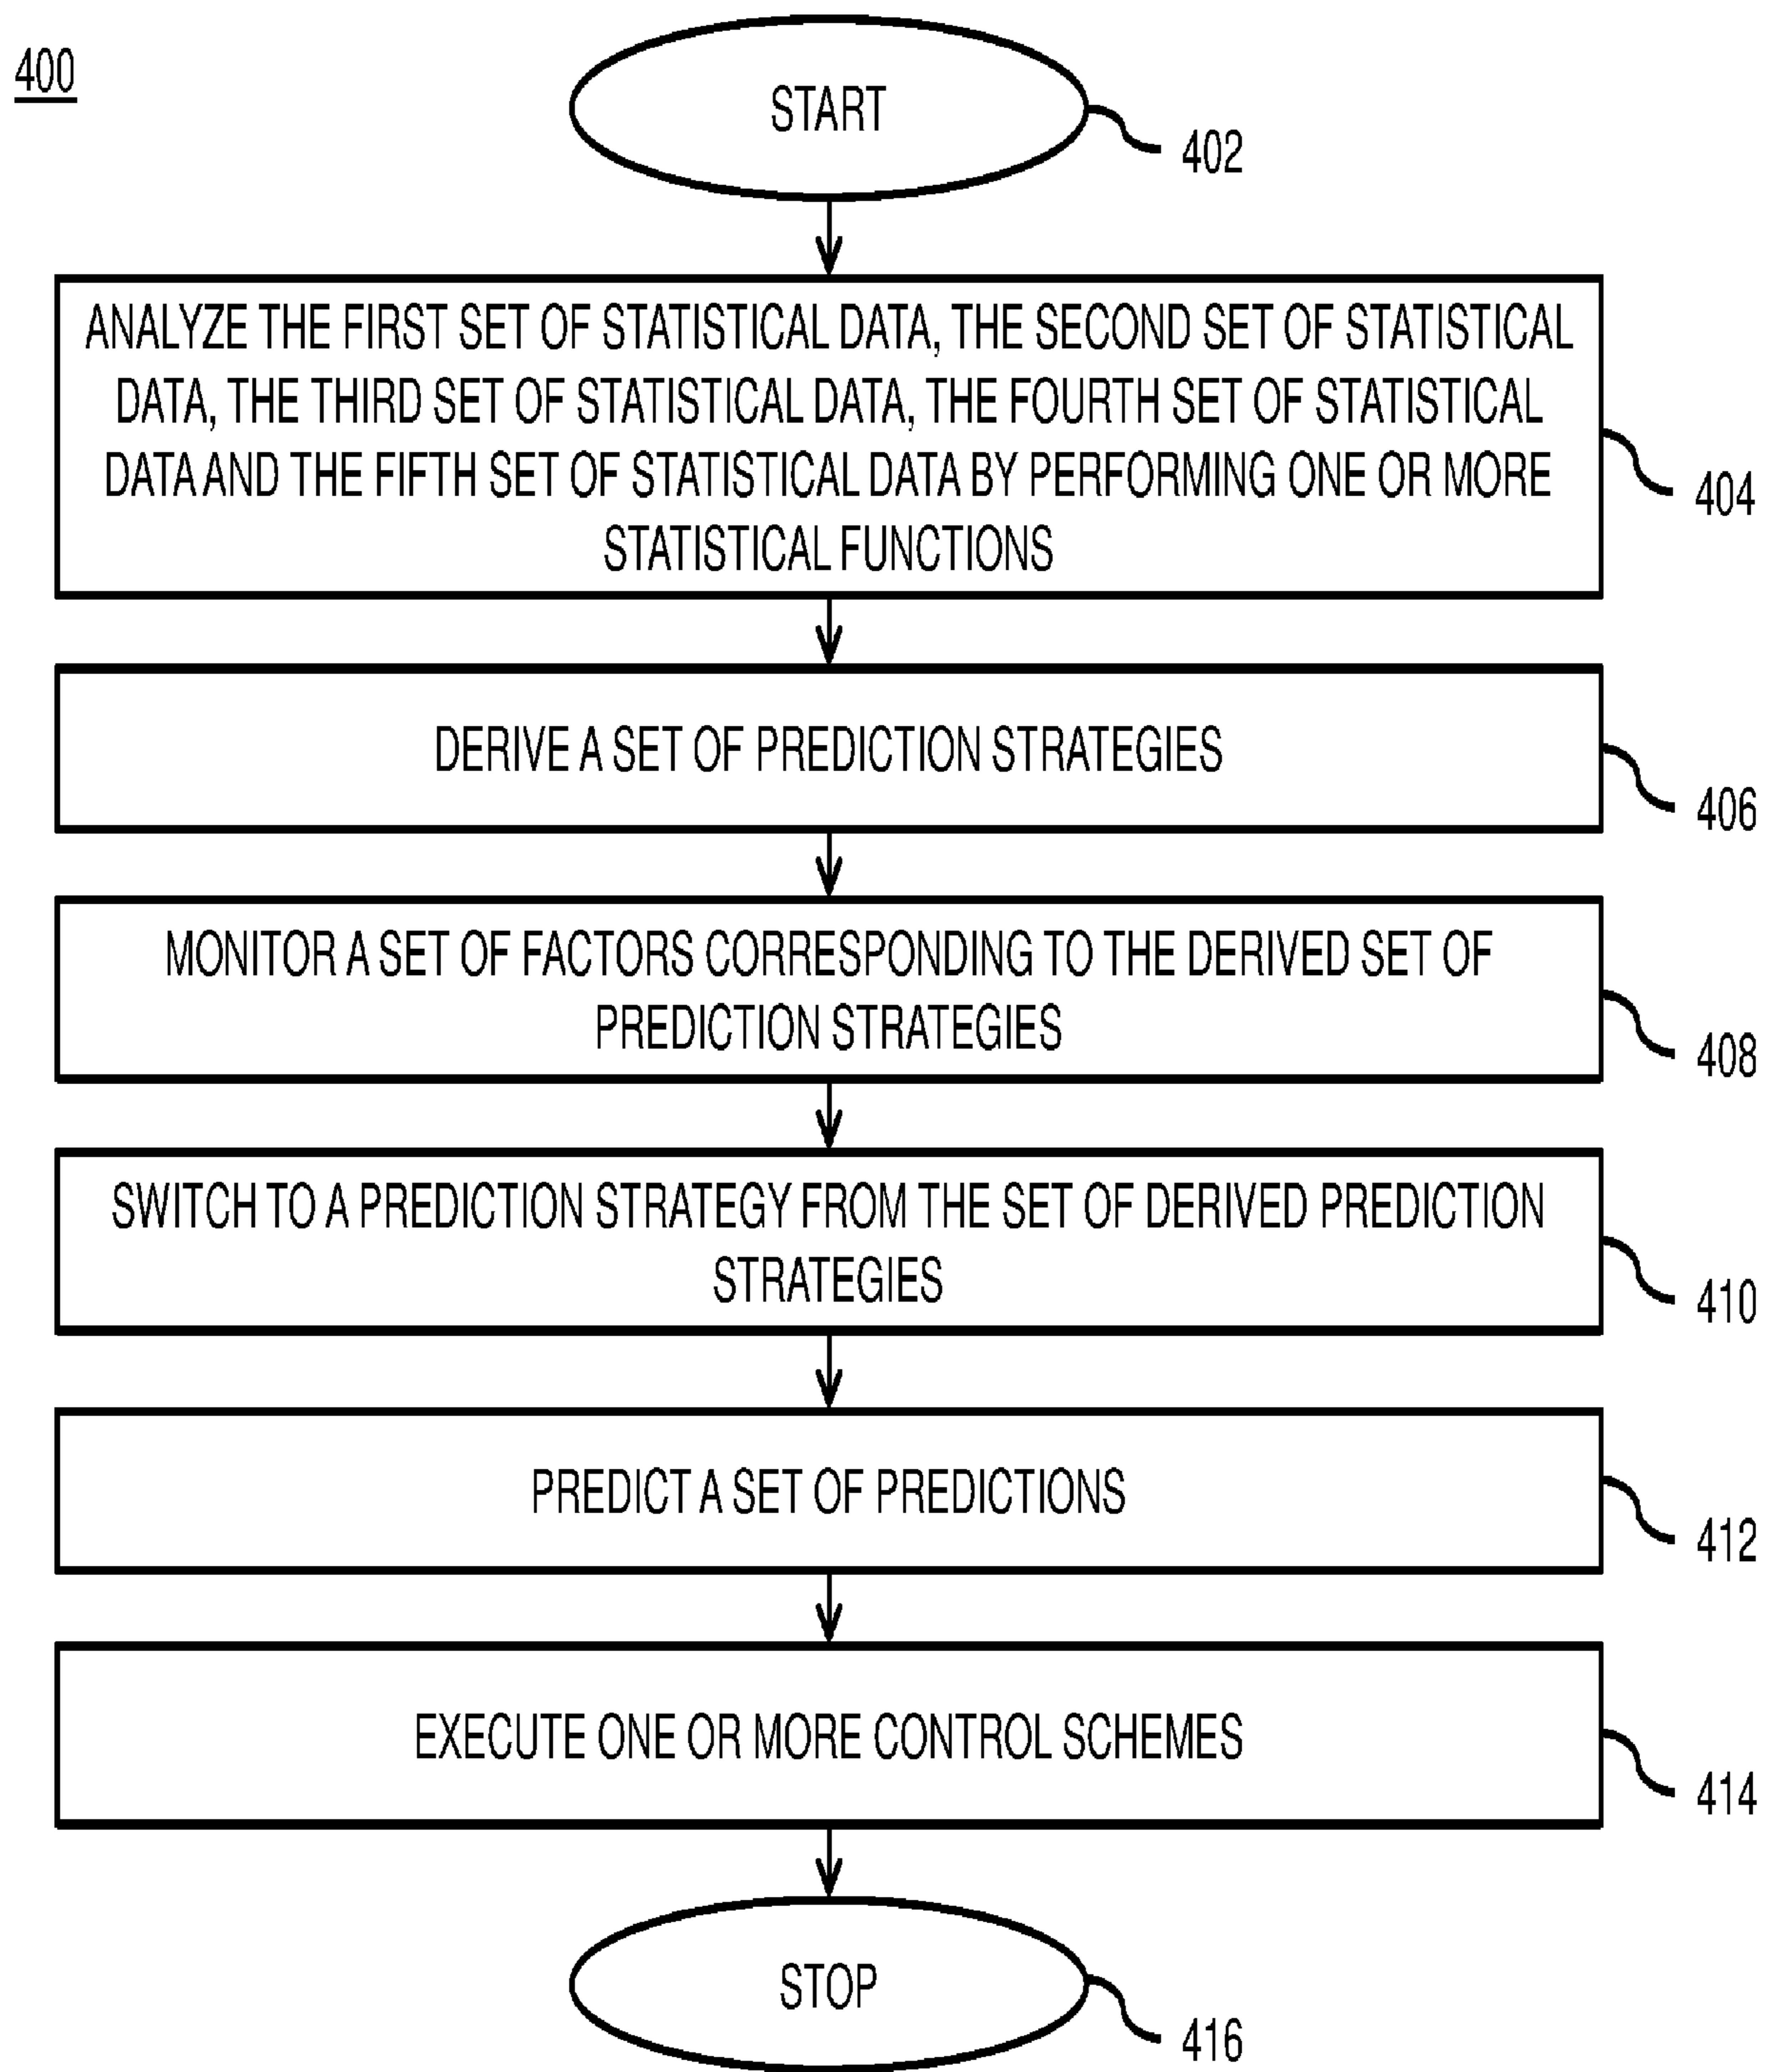 400
START
402
ANALYZE THE FIRST SET OF STATISTICAL DATA, THE SECOND SET OF STATISTICAL
DATA, THE THIRD SET OF STATISTICAL DATA, THE FOURTH SET OF STATISTICAL
DATA AND THE FIFTH SET OF STATISTICAL DATA BY PERFORMING ONE OR MORE
STATISTICAL FUNCTIONS
404
DERIVE A SET OF PREDICTION STRATEGIES
406
MONITOR A SET OF FACTORS CORRESPONDING TO THE DERIVED SET OF
PREDICTION STRATEGIES
408
SWITCH TO A PREDICTION STRATEGY FROM THE SET OF DERIVED PREDICTION
STRATEGIES
410
PREDICT A SET OF PREDICTIONS
412
EXECUTE ONE OR MORE CONTROL SCHEMES
414
STOP
416